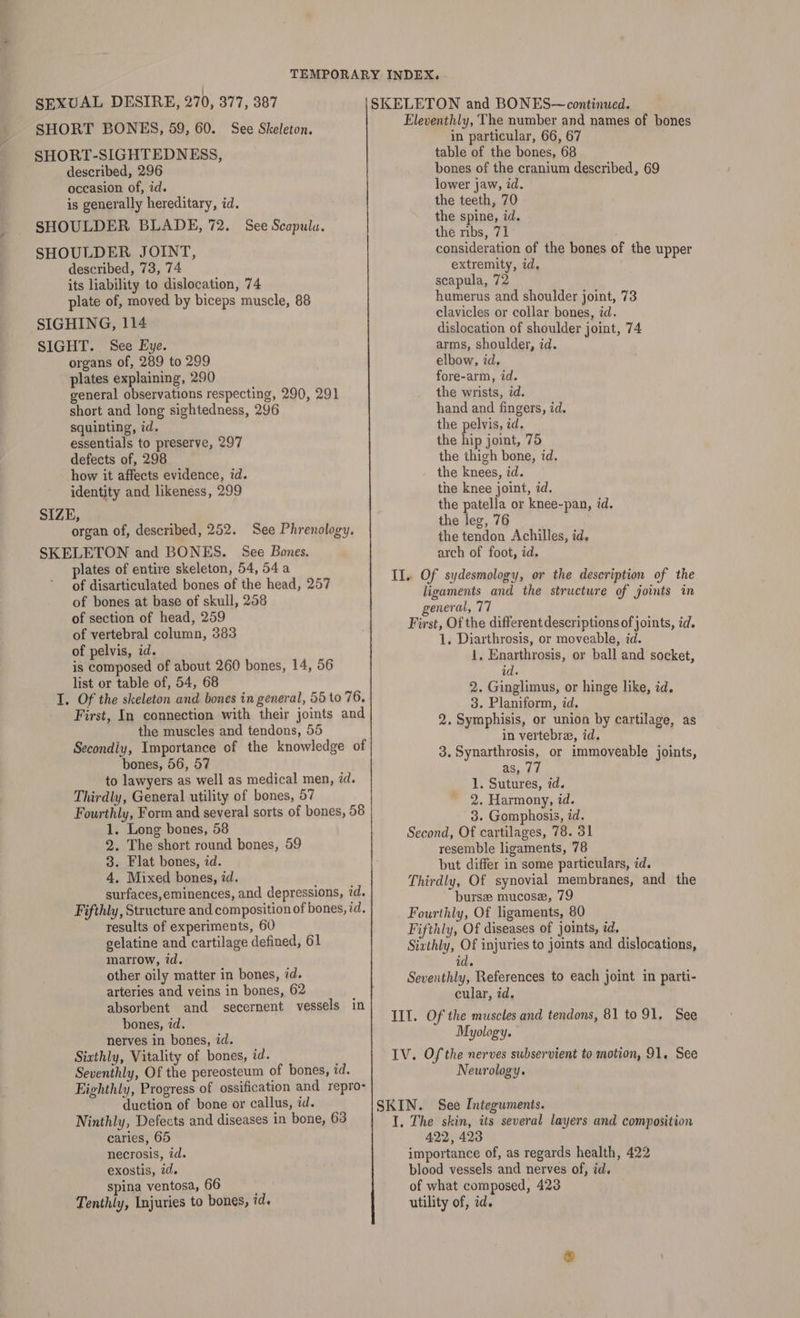 TEMPORARY INDEX.
SEXUAL DESIRE, 270, 377, 387
SHORT BONES, 59, 60. See Skeleton.
SHORT-SIGHTEDNESS,
described, 296
occasion of, id.
is generally hereditary, id.
SHOULDER BLADE, 72. See Scapula.
SHOULDER JOINT,
described, 73, 74
its liability to dislocation, 74
plate of, moved by biceps muscle, 88
SIGHING, 114
SIGHT. See Eye.
organs of, 289 to 299
plates explaining, 290
general observations respecting, 290, 291
short and long sightedness, 296
squinting, id.
essentials to preserve, 297
defects of, 298
how it affects evidence, id.
identity and likeness, 299
SIZE,
organ of, described, 252. See Phrenology.
SKELETON and BONES. See Bones.
plates of entire skeleton, 54, 54 a
of disarticulated bones of the head, 257
of bones at base of skull, 258
of section of head, 259
of vertebral column, 383
of pelvis, id.
is composed of about 260 bones, 14, 56
list or table of, 54, 68
I. Of the skeleton and bones in general, 55 to 76.
First, In connection with their joints and
the muscles and tendons, 55
Secondly, Importance of the knowledge of
bones, 56, 57
to lawyers as well as medical men, id.
Thirdly, General utility of bones, 57
Fourthly, Form and several sorts of bones, 58
1. Long bones, 58
2. The short round bones, 59
3. Flat bones, id.
4. Mixed bones, id.
surfaces, eminences, and depressions, id.
Fifthly, Structure and composition of bones, id.
results of experiments, 60
gelatine and cartilage defined, 61
marrow, id.
other oily matter in bones, id.
arteries and veins in bones, 62
absorbent and secernent vessels in
bones, id.
nerves in bones, id.
Sixthly, Vitality of bones, id.
Seventhly, Of the pereosteum of bones, id.
Eighthly, Progress of ossification and repro-
duction of bone or callus, id.
Ninthly, Defects and diseases in bone, 63
caries, 65
necrosis, id.
exostis, id.
spina ventosa, 66
Tenthly, Injuries to bones, id.
SKELETON and BONES—continued.
Eleventhly, The number and names of bones
in particular, 66, 67
table of the bones, 68
bones of the cranium described, 69
lower jaw, id.
the teeth, 70
the spine, id.
the ribs, 71
consideration of the bones of the upper
extremity, id.
scapula, 72
humerus and shoulder joint, 73
clavicles or collar bones, id.
dislocation of shoulder joint, 74
arms, shoulder, id.
elbow, id.
fore-arm, id.
the wrists, id.
hand and fingers, id.
the pelvis, id.
the hip joint, 75
the thigh bone, id.
the knees, id.
the knee joint, id.
the patella or knee-pan, id.
the leg, 76
the tendon Achilles, id.
arch of foot, id.
II. Of sydesmology, or the description of the
ligaments and the structure of joints in
general, 77
First, Of the different descriptions of joints, id.
1. Diarthrosis, or moveable, id.
1. Enarthrosis, or ball and socket,
id.
2. Ginglimus, or hinge like, id.
3. Planiform, id.
2. Symphisis, or union by cartilage, as
in vertebræ, id.
3. Synarthrosis, or immoveable joints,
as, 77
1. Sutures, id.
2. Harmony, id.
3. Gomphosis, id.
Second, Of cartilages, 78. 31
resemble ligaments, 78
but differ in some particulars, id.
Thirdly, Of synovial membranes, and the
bursæ mucosæ, 79
Fourthly, Of ligaments, 80
Fifthly, Of diseases of joints, id.
Sixthly, Of injuries to joints and dislocations,
id.
Seventhly, References to each joint in parti-
cular, id.
III. Of the muscles and tendons, 81 to 91. See
Myology.
IV. Of the nerves subservient to motion, 91. See
Neurology.
SKIN. See Integuments.
I. The skin, its several layers and composition
422, 423
importance of, as regards health, 422
blood vessels and nerves of, id.
of what composed, 423
utility of, id.